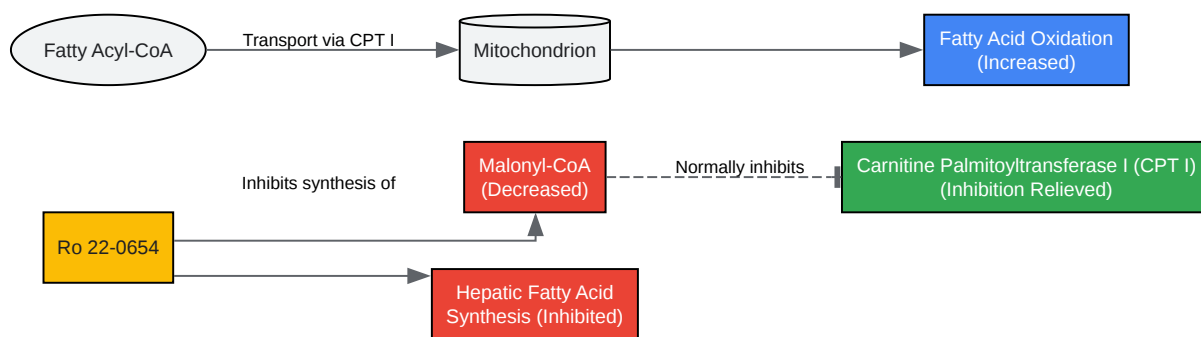 Fatty Acyl-CoA
Transport via CPT I
Mitochondrion
Fatty Acid Oxidation
(Increased)
Inhibits synthesis of
Malonyl-CoA
(Decreased)
Normally inhibits
Carnitine Palmitoyltransferase I (CPT I)
(Inhibition Relieved)
Ro 22-0654
Hepatic Fatty Acid
Synthesis (Inhibited)